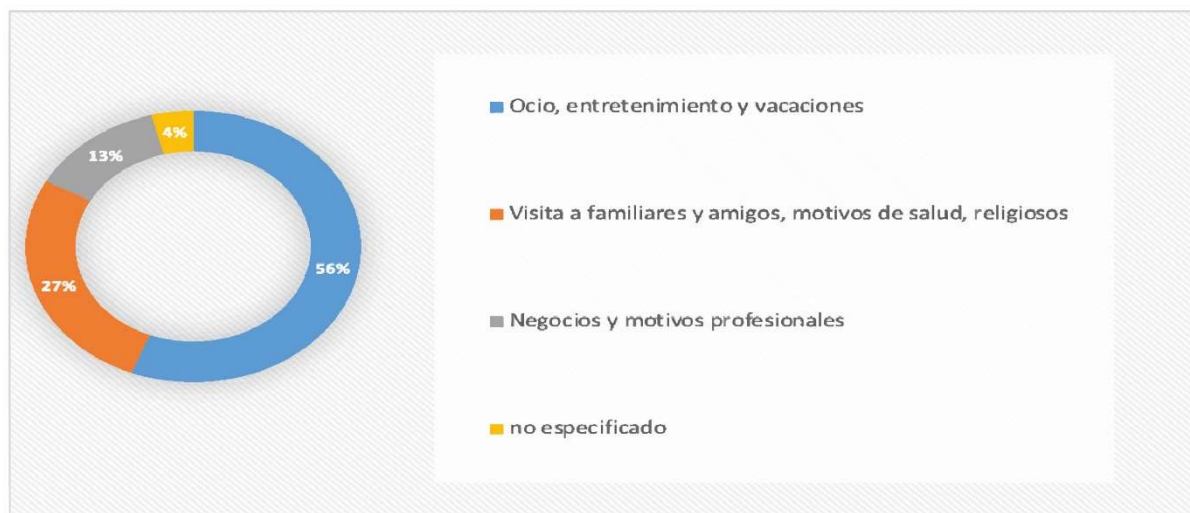 4%
13%
56%
27%
Ocio, entretenimiento y vacaciones
Visita a familiares y amigos, motivos de salud, religiosos
Negocios y motivos profesionales
no especificado